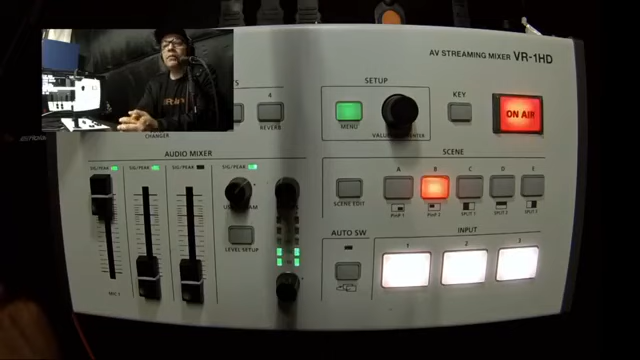 AV STREAMING MIXER VR-1HD
SETUP
KEY
ON AIR
MENU
4
REVERB
CHANGER
AUDIO MIXER
SCENE
SIG/PEAK SIG/PEAK SIG/PEAK SIG/PEAK
A B C D E
SCENE EDIT
PinP 1 PinP 2 SPLIT 1 SPLIT 2 SPLIT 3
LEVEL SETUP
AUTO SW
INPUT
1 2 3
MIC 1